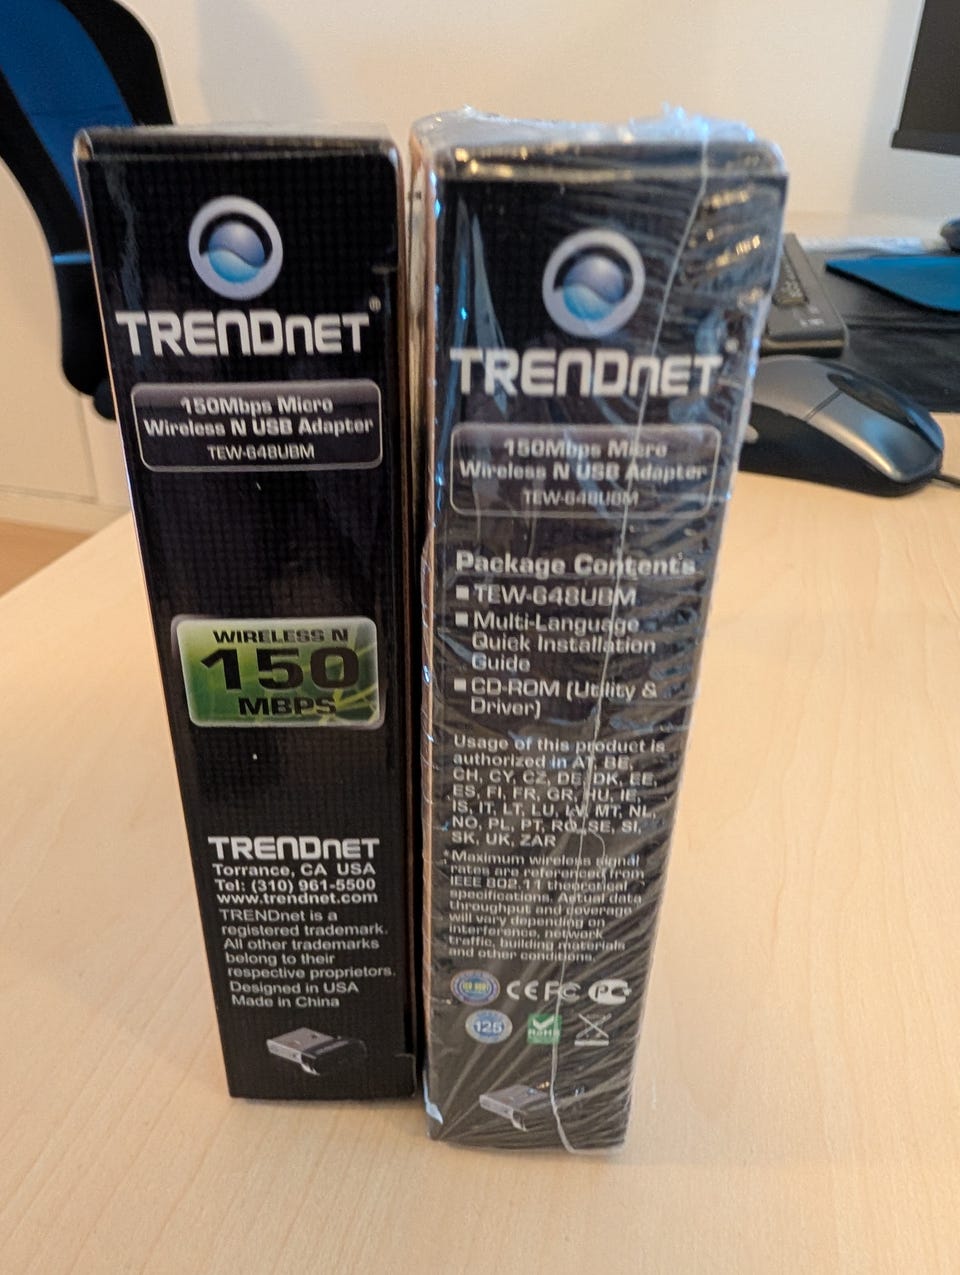 TRENDNET®
150Mbps Micro
Wireless N USB Adapter
TEW-648UBM
WIRELESS N
150
MBPS
TRENDNET
Torrance, CA USA
Tel: (310) 961-5500
www.trendnet.com
TRENDnet is a
registered trademark.
All other trademarks
belong to their
respective proprietors.
Designed in USA
Made in China
TRENDNET
150Mbps Micro
Wireless N USB Adapter
TEW-648UBM
Package Contents
■ TEW-648UBM
■ Multi-Language
Quick Installation
Guide
■ CD-ROM (Utility &
Driver)
Usage of this product is
authorized in AT, BE,
CH, CY, CZ, DE, DK, EE,
ES, FI, FR, GR, HU, IE,
IS, IT, LT, LU, LV, MT, NL,
NO, PL, PT, RO, SE, SI,
SK, UK, ZAR
*Maximum wireless signal
rates are referenced from
IEEE 802.11 theoretical
specifications. Actual data
throughput and coverage
will vary depending on
interference, network
traffic, building materials
and other conditions.
ISO 9001 CE FC PC
125 RoHS